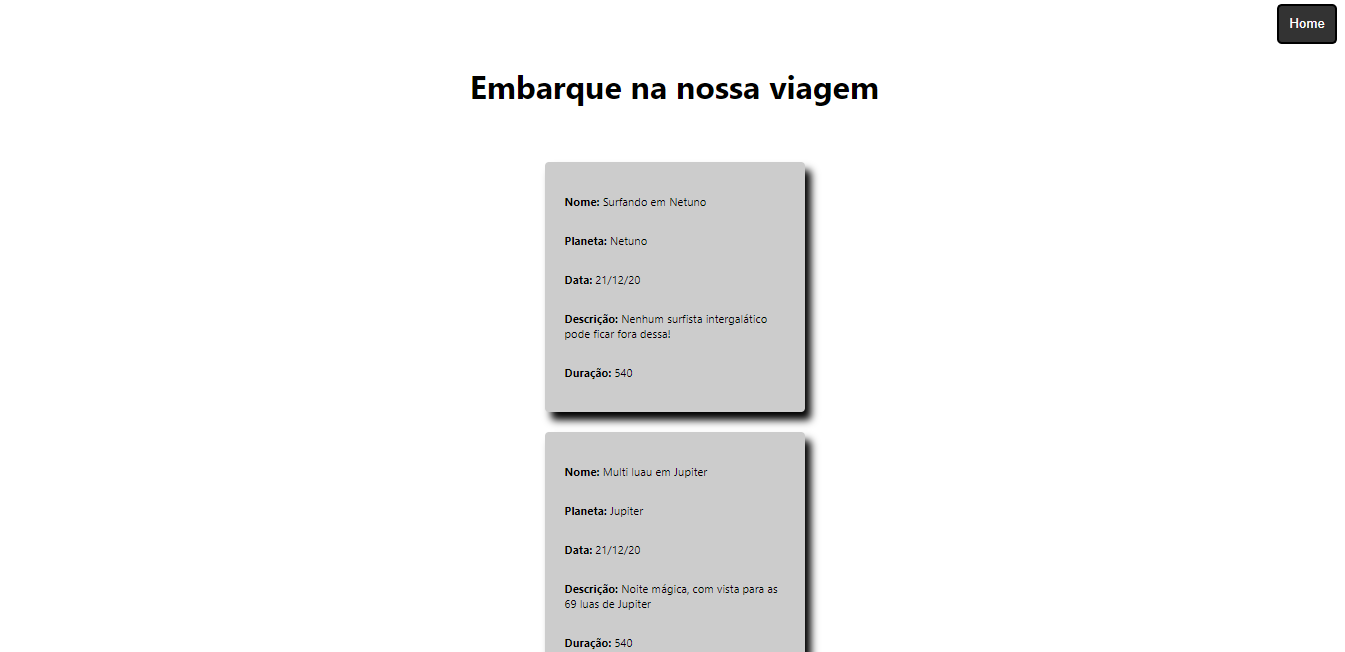 Home
Embarque na nossa viagem
Nome: Surfando em Netuno
Planeta: Netuno
Data: 21/12/20
Descrição: Nenhum surfista intergalático
pode ficar fora dessa!
Duração: 540
Nome: Multi luau em Jupiter
Planeta: Jupiter
Data: 21/12/20
Descrição: Noite mágica, com vista para as
69 luas de Jupiter
Duração: 540